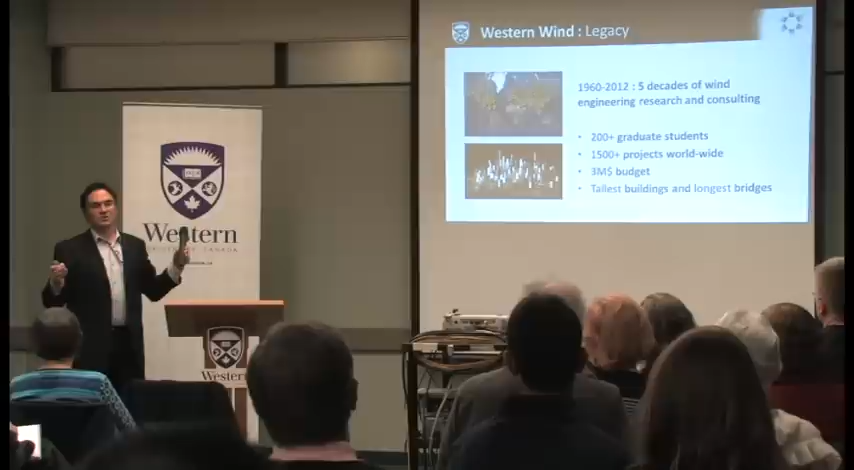 Western Wind : Legacy
1960-2012 : 5 decades of wind
engineering research and consulting
• 200+ graduate students
• 1500+ projects world-wide
• 3M$ budget
• Tallest buildings and longest bridges
Western
Western